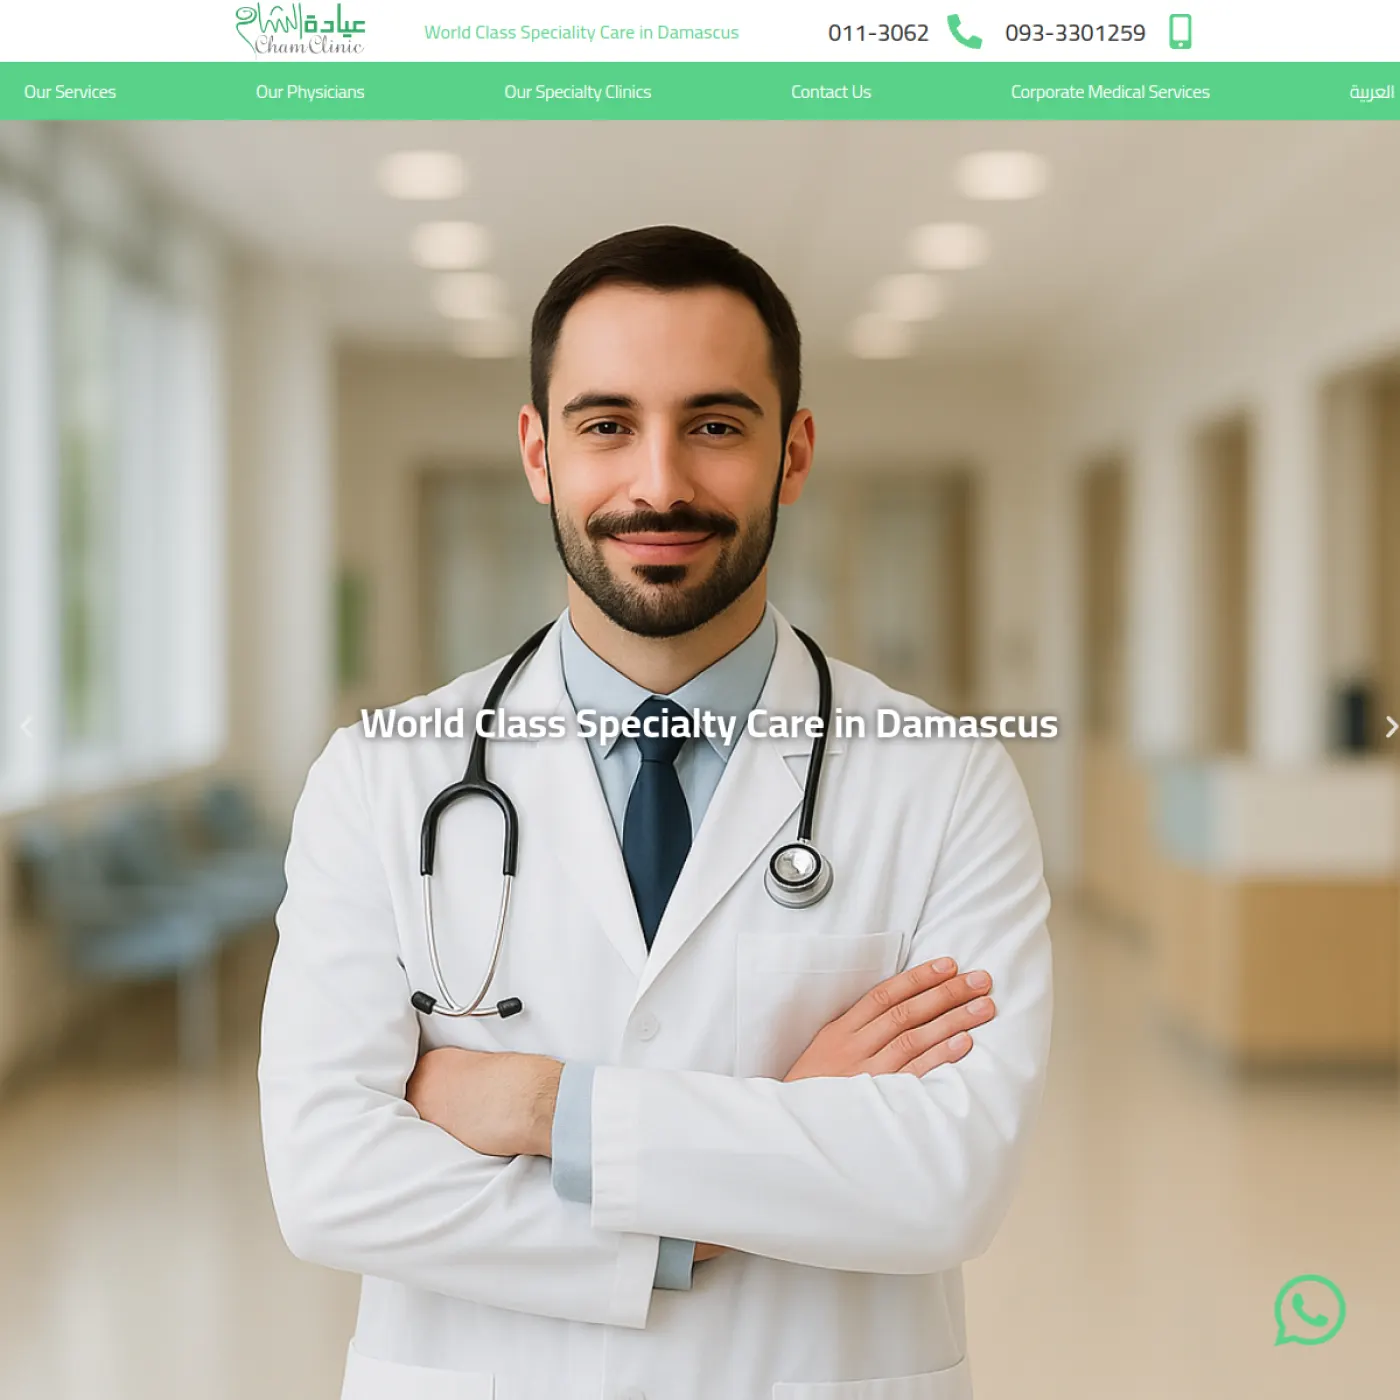 عيادة الشام
Cham Clinic
World Class Speciality Care in Damascus
011-3062
093-3301259
Our Services
Our Physicians
Our Specialty Clinics
Contact Us
Corporate Medical Services
العربية
World Class Specialty Care in Damascus